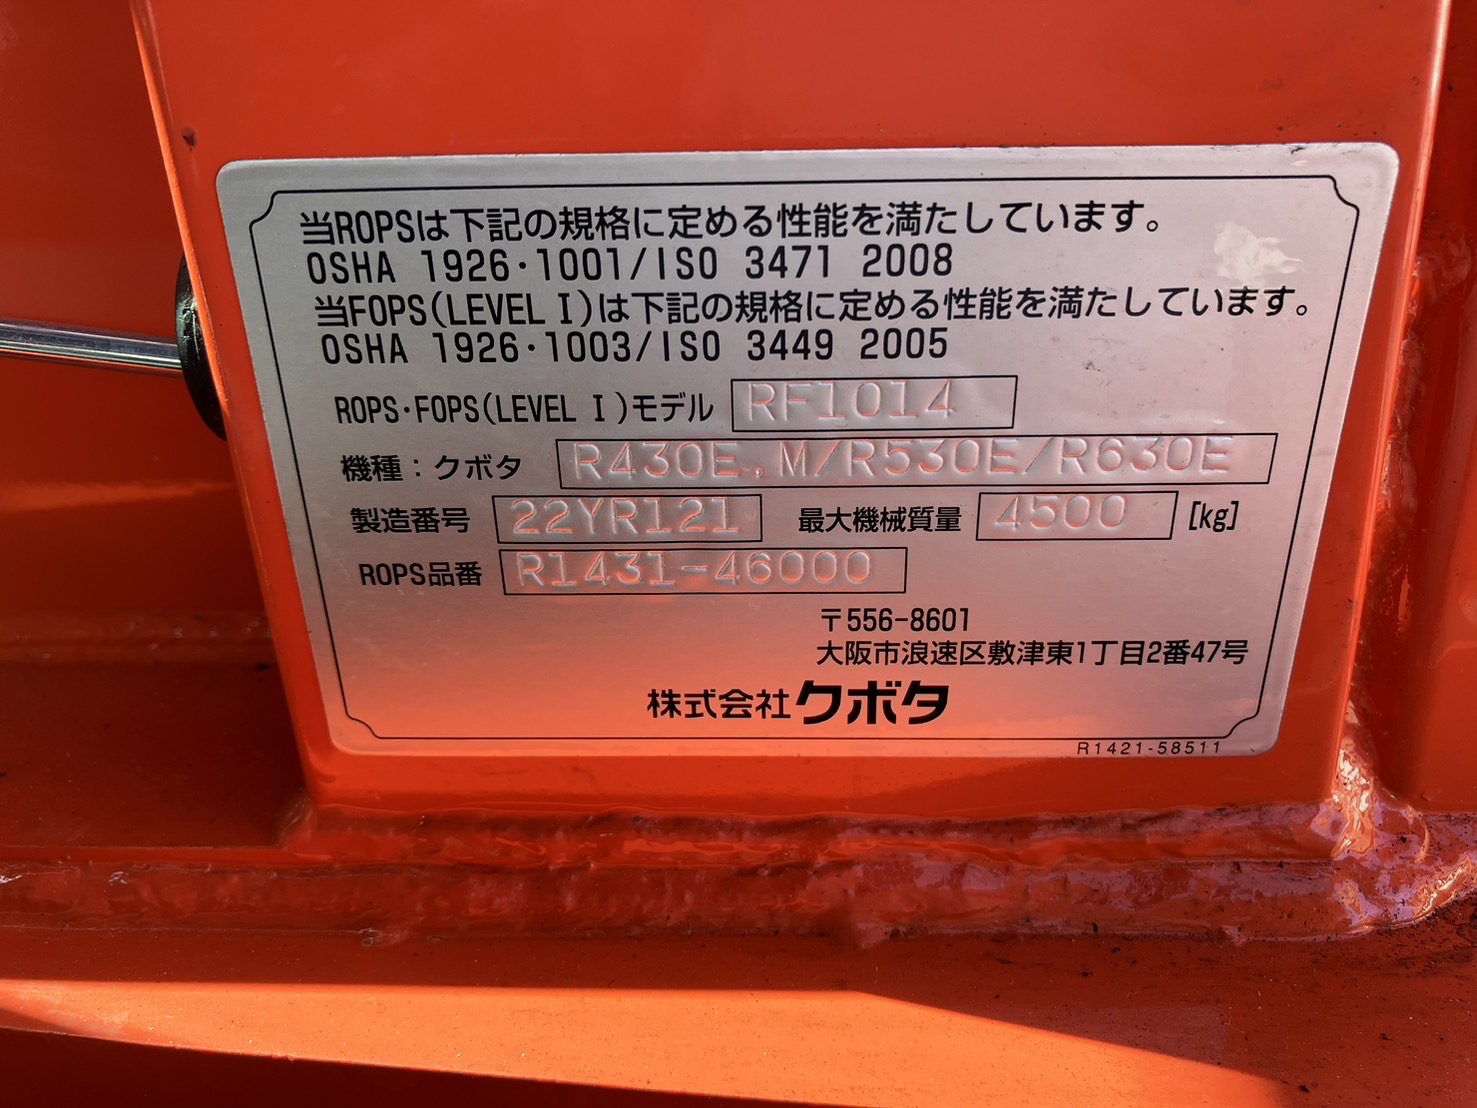 当ROPSは下記の規格に定める性能を満たしています。
OSHA 1926・1001/ISO 3471 2008
当FOPS(LEVEL I)は下記の規格に定める性能を満たしています。
OSHA 1926・1003/ISO 3449 2005
ROPS・FOPS(LEVEL I)モデル RF1014
機種：クボタ R430E,M/R530E/R630E
製造番号 22YR121 最大機械質量 4500 [kg]
ROPS品番 R1431-46000
〒556-8601
大阪市浪速区敷津東1丁目2番47号
株式会社クボタ
R1421-58511